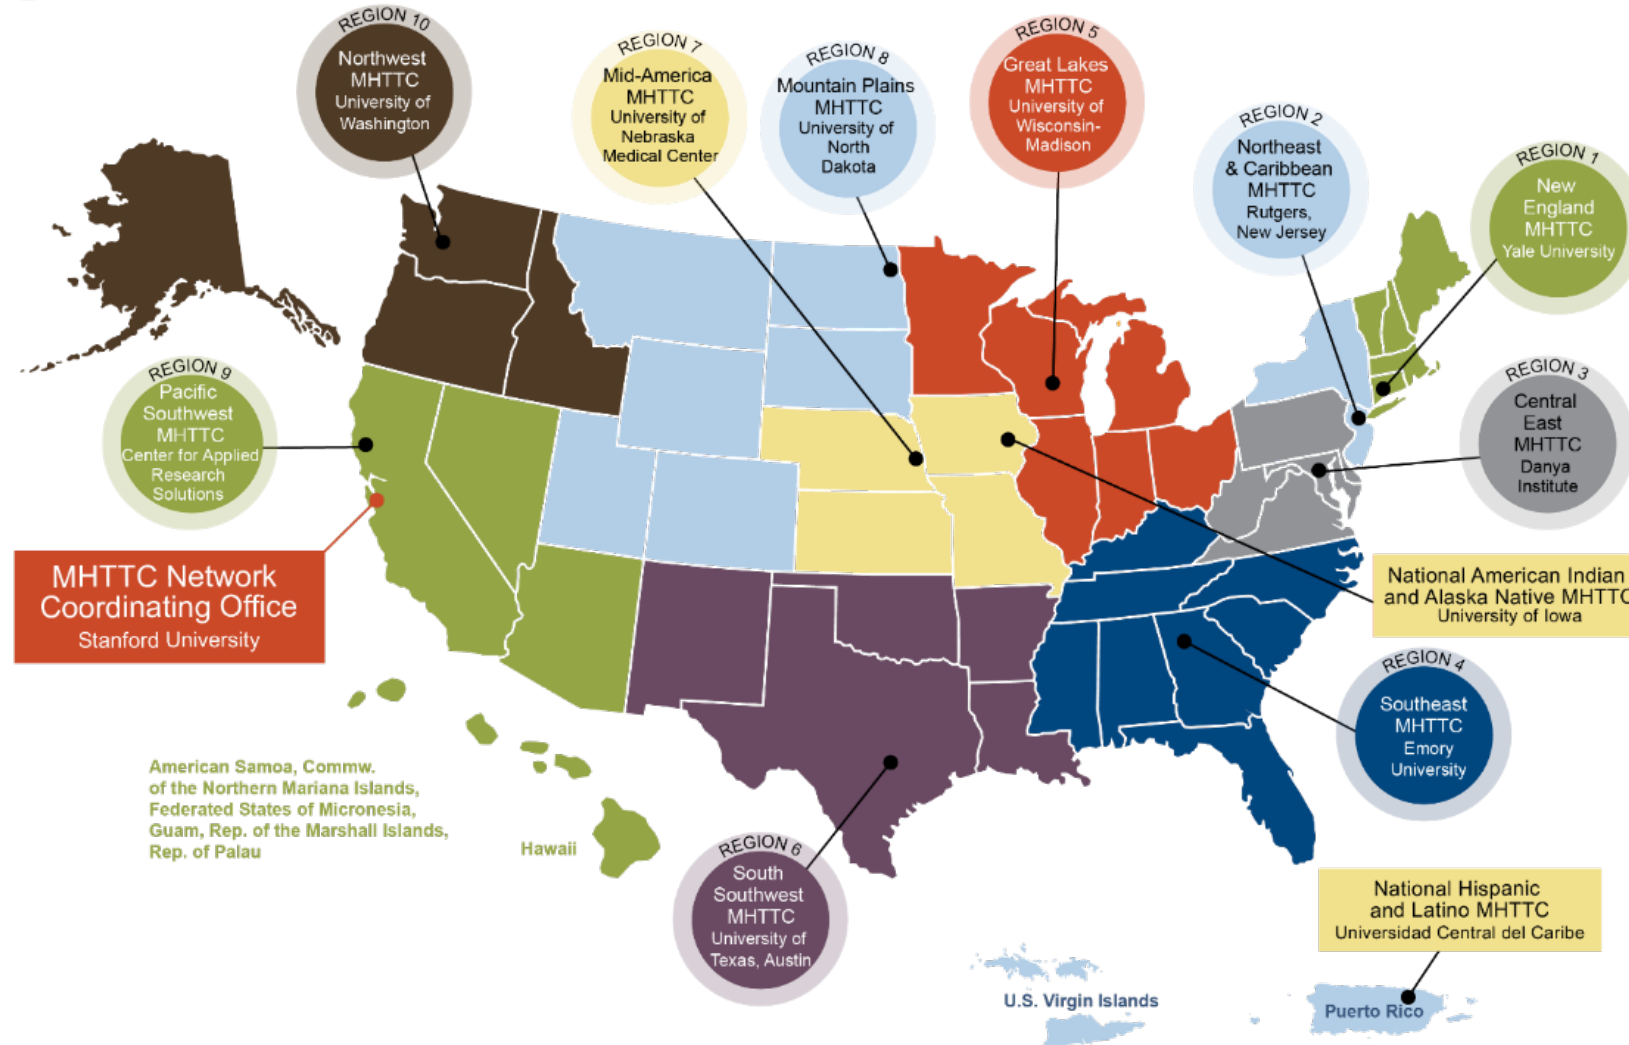 REGION 10
Northwest
MHTTC
University of
Washington
REGION 7
Mid-America
MHTTC
University of
Nebraska
Medical Center
REGION 8
Mountain Plains
MHTTC
University of
North
Dakota
REGION 5
Great Lakes
MHTTC
University of
Wisconsin-
Madison
REGION 2
Northeast
& Caribbean
MHTTC
Rutgers,
New Jersey
REGION 1
New
England
MHTTC
Yale University
REGION 9
Pacific
Southwest
MHTTC
Center for Applied
Research
Solutions
REGION 3
Central
East
MHTTC
Danya
Institute
MHTTC Network
Coordinating Office
Stanford University
National American Indian
and Alaska Native MHTTC
University of Iowa
REGION 4
Southeast
MHTTC
Emory
University
American Samoa, Commw.
of the Northern Mariana Islands,
Federated States of Micronesia,
Guam, Rep. of the Marshall Islands,
Rep. of Palau
Hawaii
REGION 6
South
Southwest
MHTTC
University of
Texas, Austin
National Hispanic
and Latino MHTTC
Universidad Central del Caribe
U.S. Virgin Islands
Puerto Rico